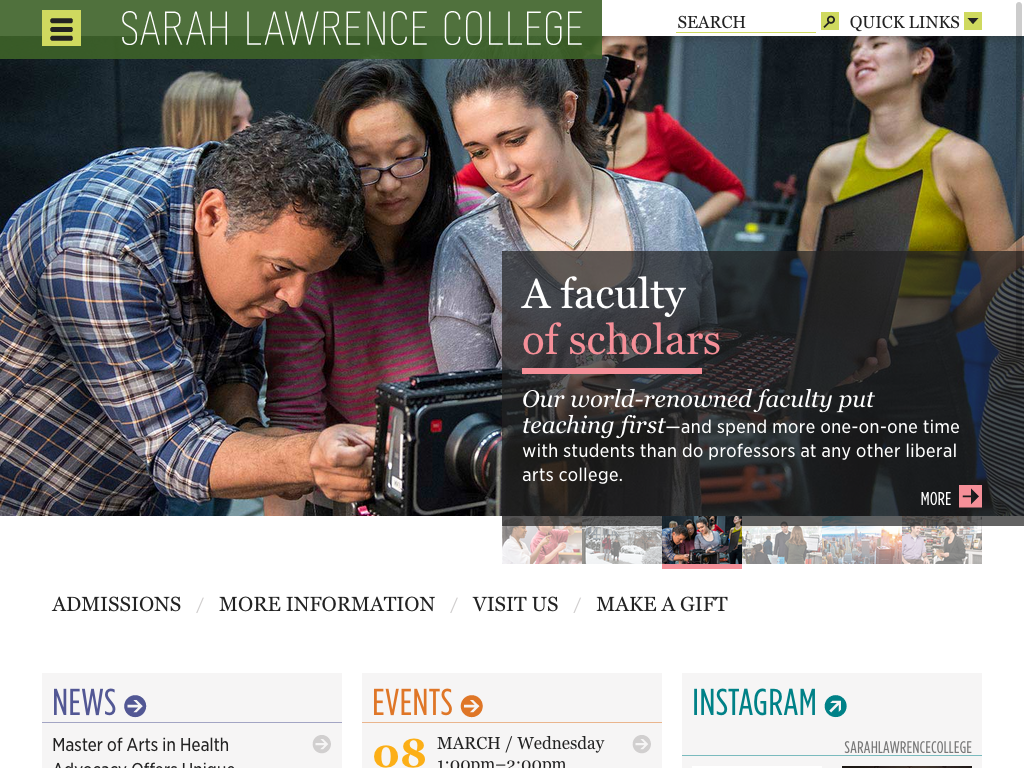 SARAH LAWRENCE COLLEGE
SEARCH
QUICK LINKS
A faculty
of scholars
Our world-renowned faculty put
teaching first—and spend more one-on-one time
with students than do professors at any other liberal
arts college.
MORE
ADMISSIONS / MORE INFORMATION / VISIT US / MAKE A GIFT
NEWS
Master of Arts in Health
Advocacy Offers Unique
EVENTS
08
MARCH / Wednesday
1:00pm–2:00pm
INSTAGRAM
SARAHLAWRENCECOLLEGE